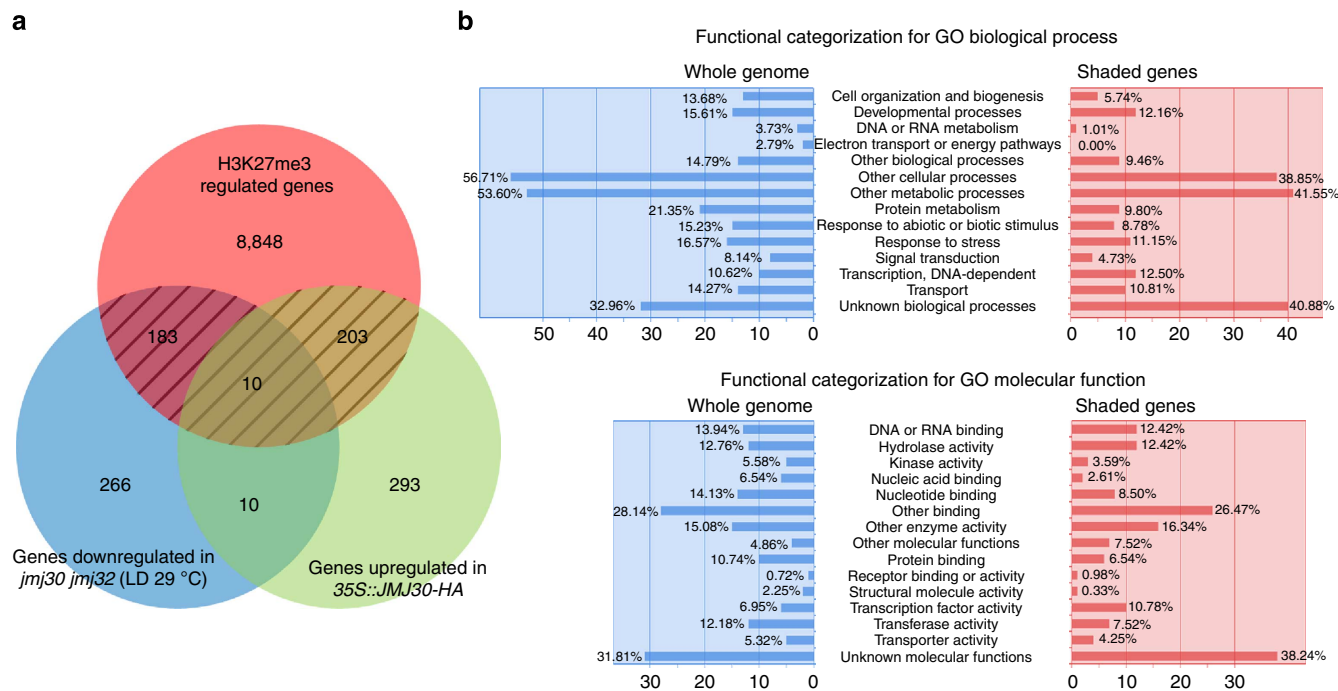 a
H3K27me3
regulated genes
8,848
183
203
10
266
10
293
Genes downregulated in
jmj30 jmj32 (LD 29 °C)
Genes upregulated in
35S::JMJ30-HA
b
Functional categorization for GO biological process
Whole genome
Shaded genes
13.68% Cell organization and biogenesis 5.74%
15.61% Developmental processes 12.16%
3.73% DNA or RNA metabolism 1.01%
2.79% Electron transport or energy pathways 0.00%
14.79% Other biological processes 9.46%
56.71% Other cellular processes 38.85%
53.60% Other metabolic processes 41.55%
21.35% Protein metabolism 9.80%
15.23% Response to abiotic or biotic stimulus 8.78%
16.57% Response to stress 11.15%
8.14% Signal transduction 4.73%
10.62% Transcription, DNA-dependent 12.50%
14.27% Transport 10.81%
32.96% Unknown biological processes 40.88%
50 40 30 20 10 0 0 10 20 30 40
Functional categorization for GO molecular function
Whole genome
Shaded genes
13.94% DNA or RNA binding 12.42%
12.76% Hydrolase activity 12.42%
5.58% Kinase activity 3.59%
6.54% Nucleic acid binding 2.61%
14.13% Nucleotide binding 8.50%
28.14% Other binding 26.47%
15.08% Other enzyme activity 16.34%
4.86% Other molecular functions 7.52%
10.74% Protein binding 6.54%
0.72% Receptor binding or activity 0.98%
2.25% Structural molecule activity 0.33%
6.95% Transcription factor activity 10.78%
12.18% Transferase activity 7.52%
5.32% Transporter activity 4.25%
31.81% Unknown molecular functions 38.24%
30 20 10 0 0 10 20 30